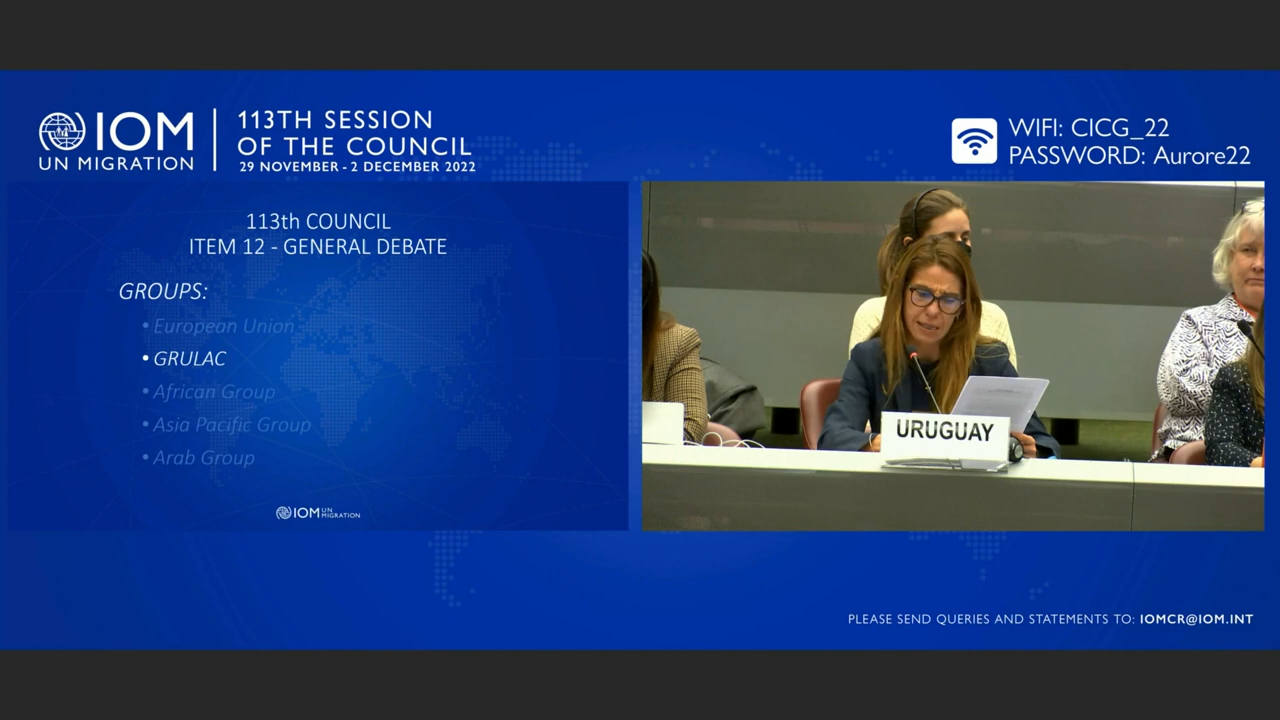 IOM
UN MIGRATION
113TH SESSION
OF THE COUNCIL
29 NOVEMBER - 2 DECEMBER 2022
WIFI: CICG_22
PASSWORD: Aurore22
113th COUNCIL
ITEM 12 - GENERAL DEBATE
GROUPS:
• European Union
• GRULAC
• African Group
• Asia Pacific Group
• Arab Group
IOM UN
MIGRATION
URUGUAY
PLEASE SEND QUERIES AND STATEMENTS TO: IOMCR@IOM.INT